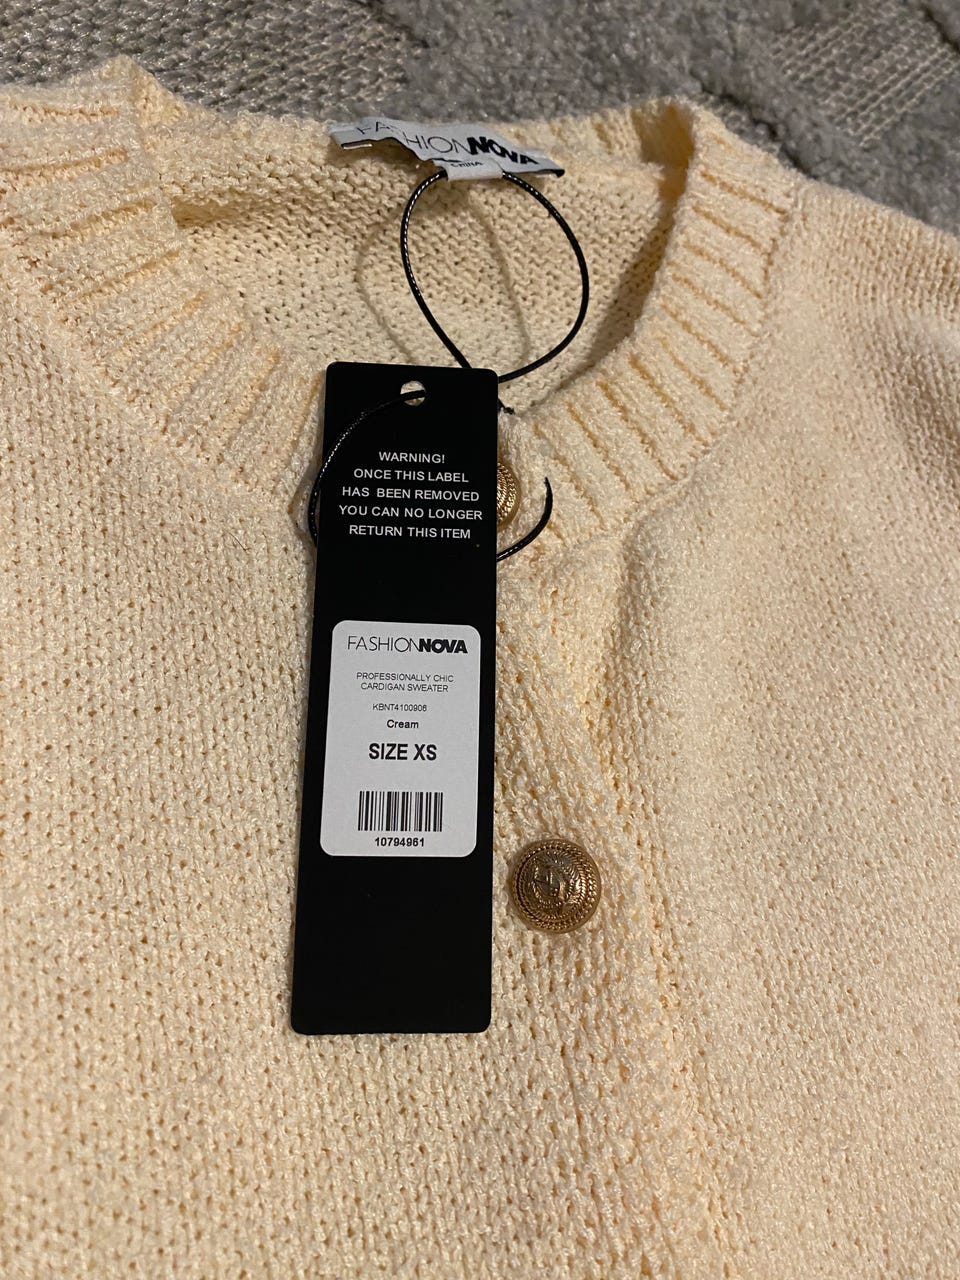 FASHIONNOVA
CHINA
WARNING!
ONCE THIS LABEL
HAS BEEN REMOVED
YOU CAN NO LONGER
RETURN THIS ITEM
FASHIONNOVA
PROFESSIONALLY CHIC
CARDIGAN SWEATER
KBNT4100906
Cream
SIZE XS
10794961